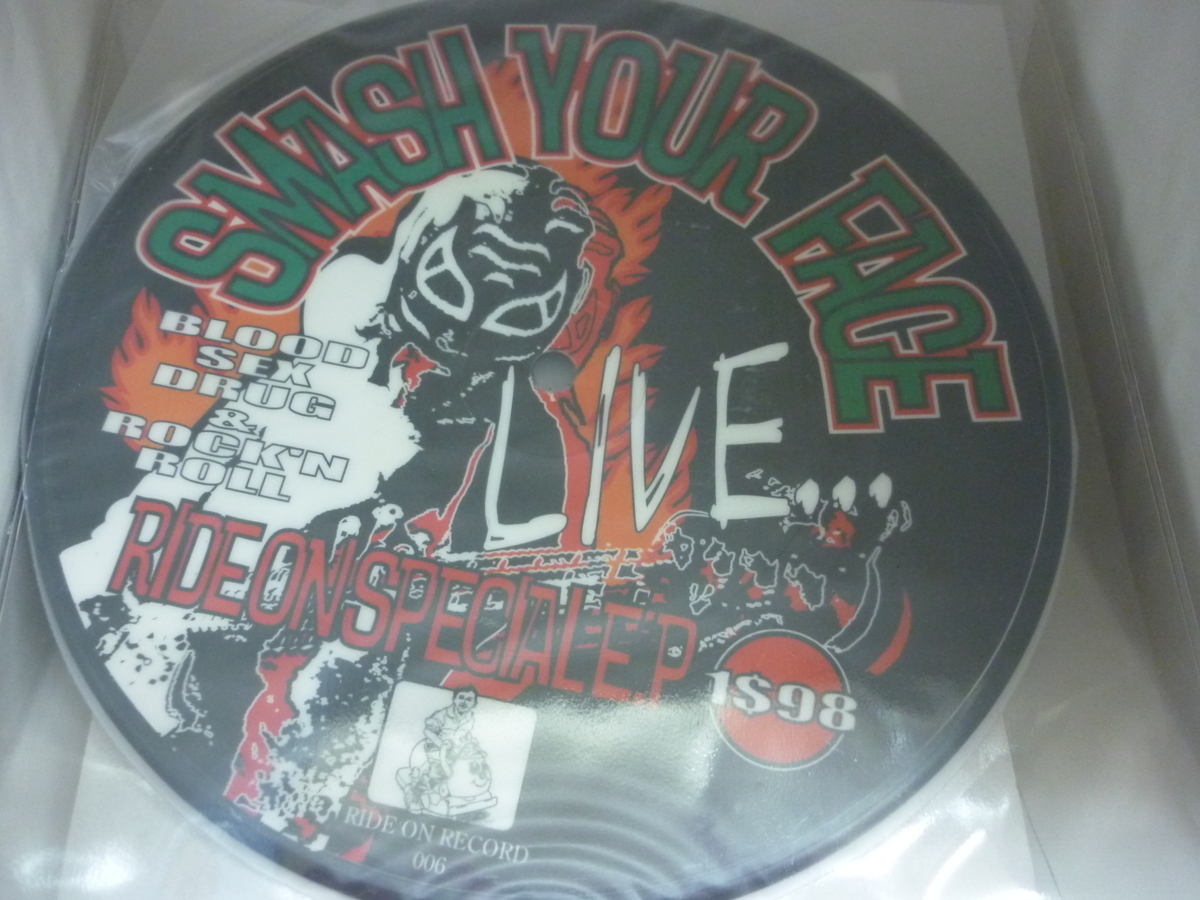 SMASH YOUR FACE
BLOOD
SEX
DRUG
&
ROCK'N
ROLL
LIVE...
RIDE ON SPECIAL E.P
1$98
RIDE ON RECORD
006